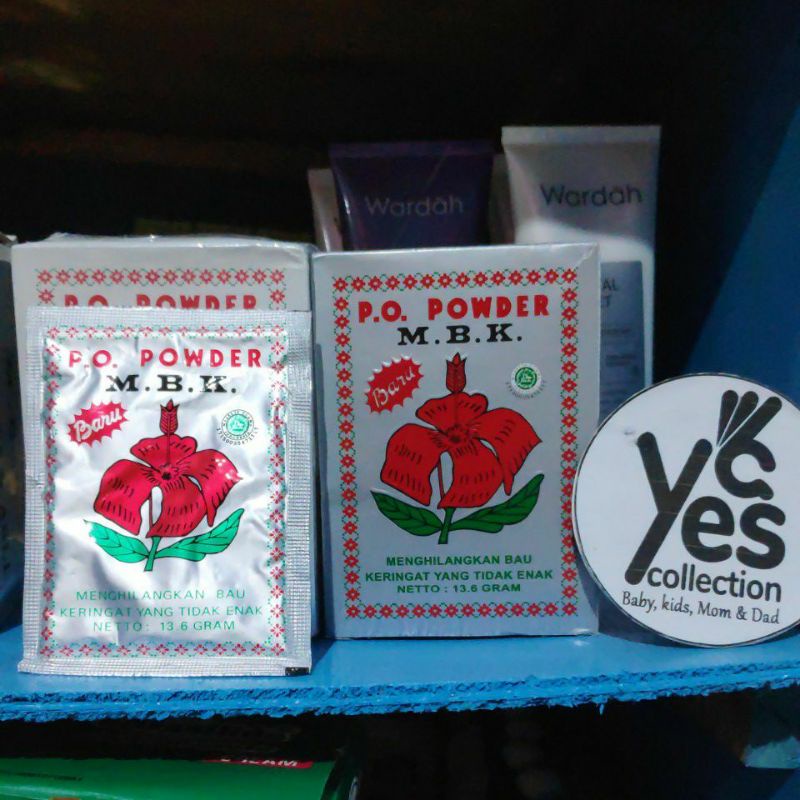 Wardah
Wardah
P.O. POWDER
P.O. POWDER
M.B.K.
Baru
MENGHILANGKAN BAU
KERINGAT YANG TIDAK ENAK
NETTO : 13.6 GRAM
P.O. POWDER
M.B.K.
Baru
MENGHILANGKAN BAU
KERINGAT YANG TIDAK ENAK
NETTO : 13.6 GRAM
Yes
collection
Baby, kids, Mom & Dad